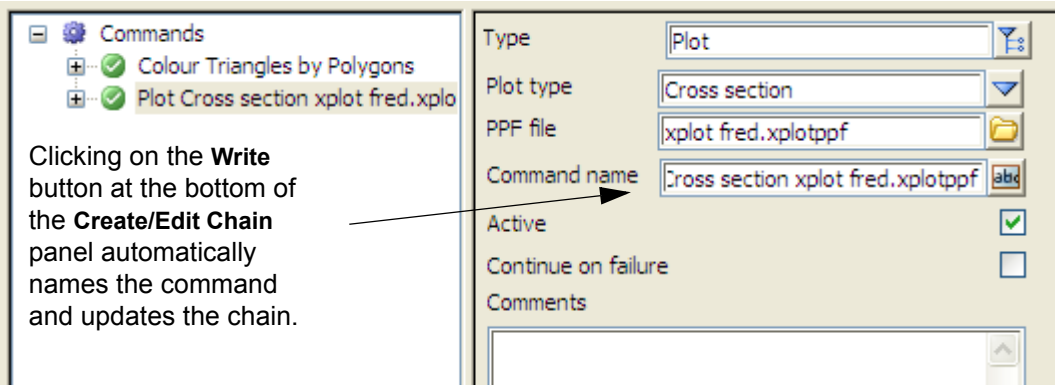 Commands
Colour Triangles by Polygons
Plot Cross section xplot fred.xplo
Clicking on the Write
button at the bottom of
the Create/Edit Chain
panel automatically
names the command
and updates the chain.
Type Plot
Plot type Cross section
PPF file xplot fred.xplotppf
Command name Cross section xplot fred.xplotppf abc
Active
Continue on failure
Comments